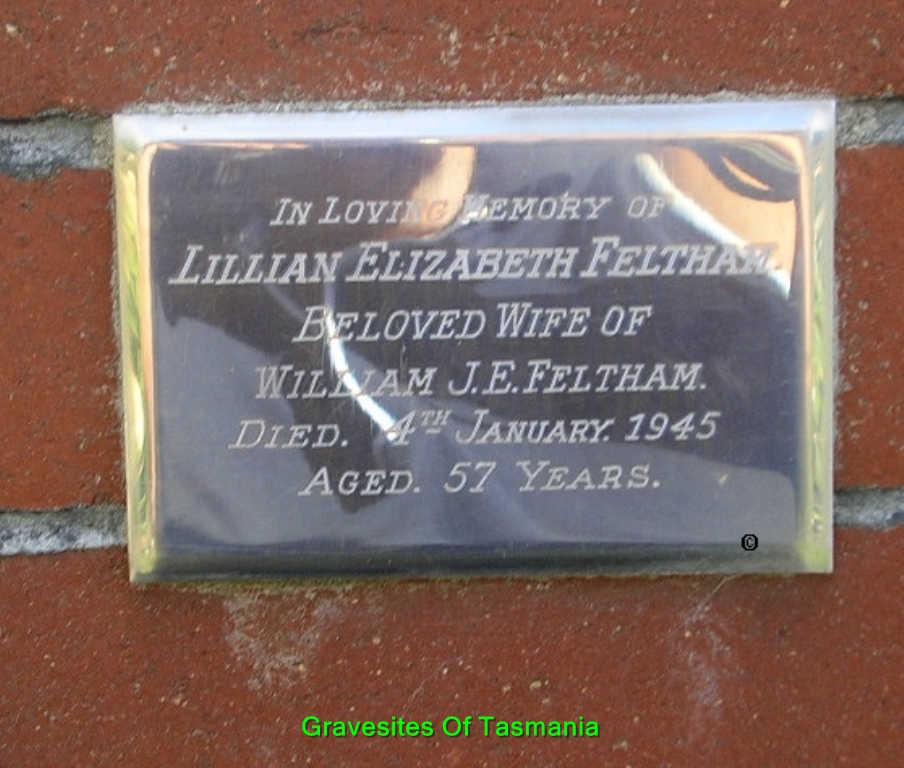 In Loving Memory of
Lillian Elizabeth Feltham
Beloved Wife of
William J.E. Feltham.
Died. 4TH January. 1945
Aged. 57 Years.
©
Gravesites Of Tasmania